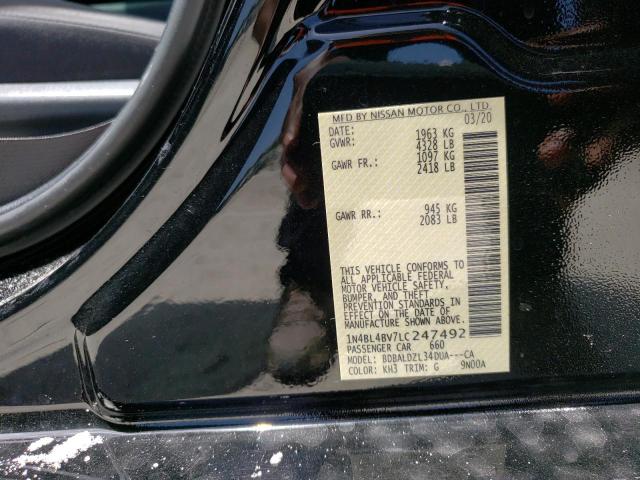 MFD BY NISSAN MOTOR CO., LTD.
DATE: 03/20
GVWR: 1963 KG
4328 LB
GAWR FR.: 1097 KG
2418 LB
GAWR RR.: 945 KG
2083 LB
THIS VEHICLE CONFORMS TO
ALL APPLICABLE FEDERAL
MOTOR VEHICLE SAFETY,
BUMPER, AND THEFT
PREVENTION STANDARDS IN
EFFECT ON THE DATE OF
MANUFACTURE SHOWN ABOVE.
1N4BL4BV7LC247492
PASSENGER CAR 660
MODEL: BDBALDZL34DUA---CA
COLOR: KH3 TRIM: G 9N00A